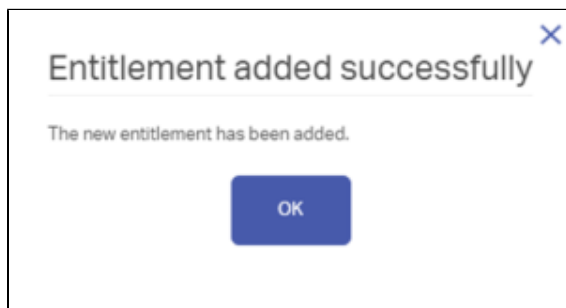 Entitlement added successfully
The new entitlement has been added.
OK